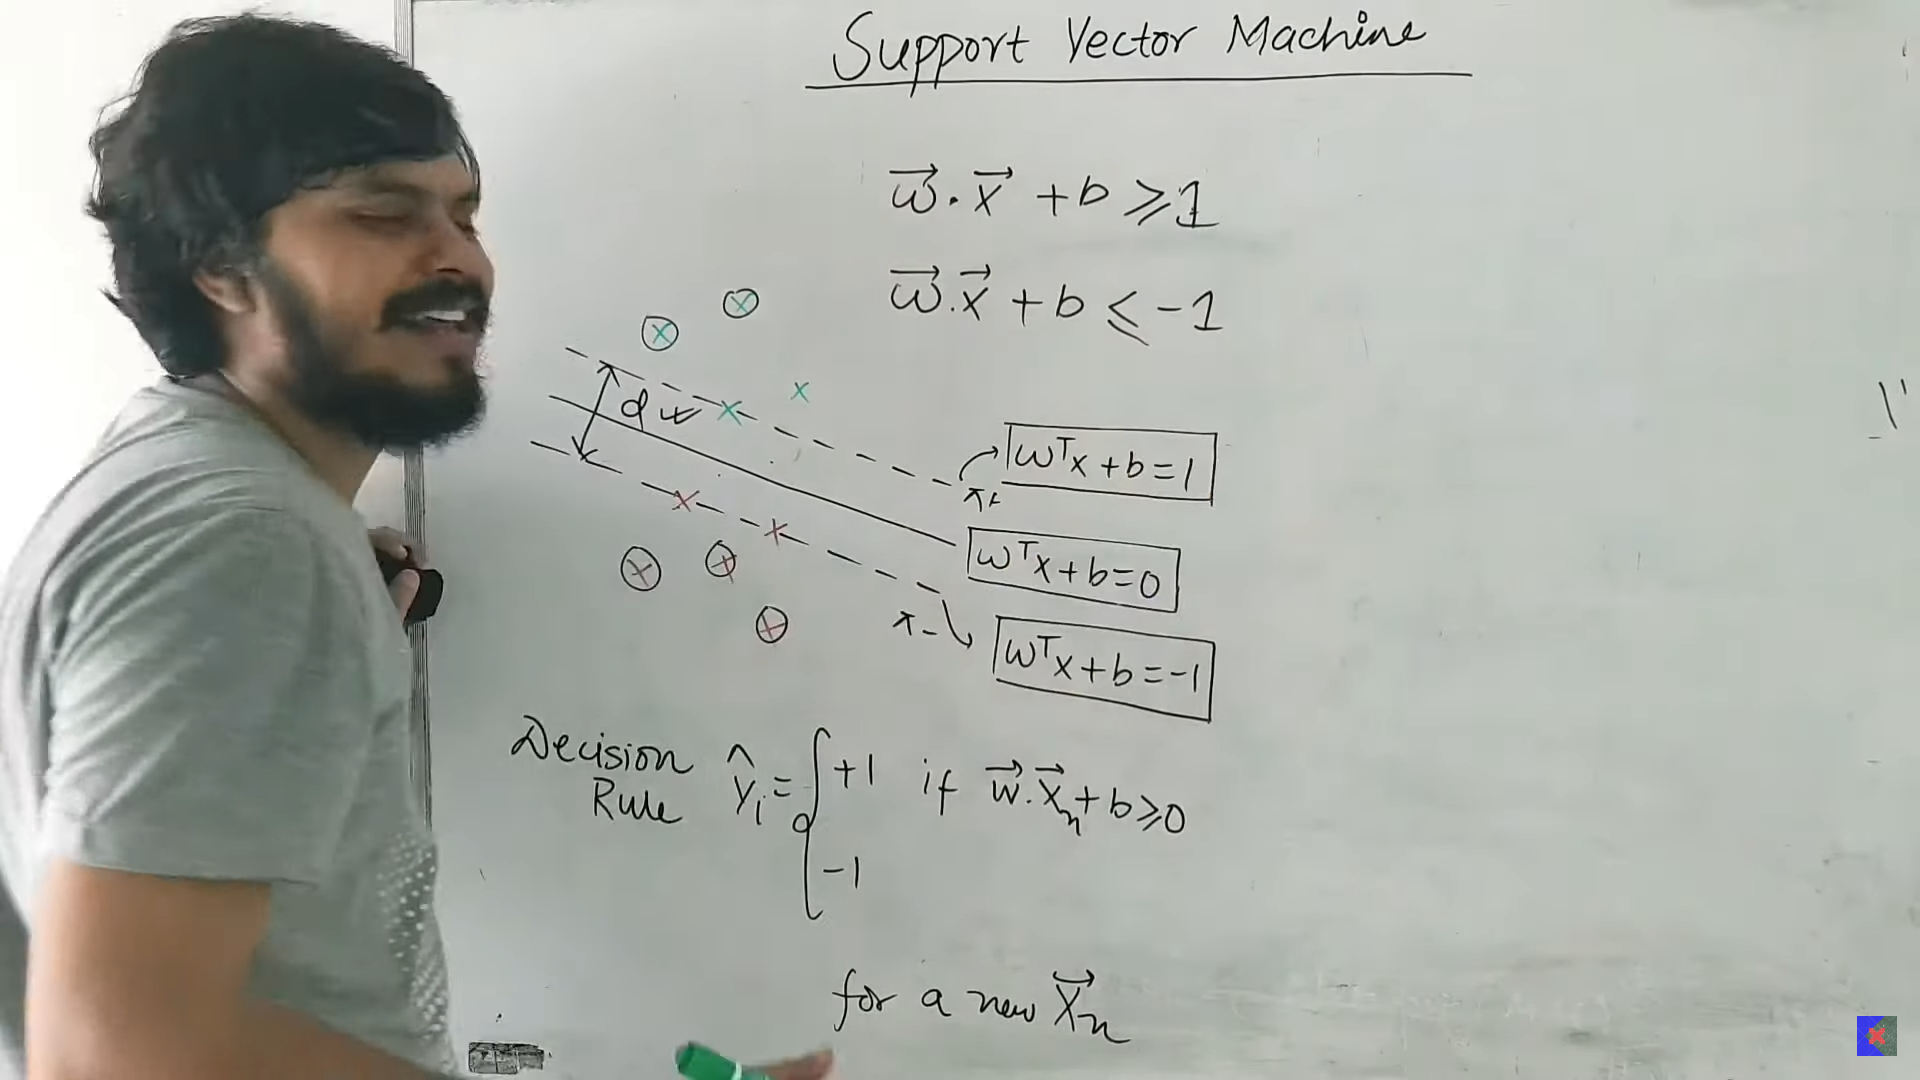 Support Vector Machine
w⃗.x⃗ + b ⩾ 1
w⃗.x⃗ + b ⩽ -1
d
wᵀx + b = 1
π+
wᵀx + b = 0
π-
wᵀx + b = -1
Decision Rule ŷᵢ = { +1 if w⃗.x⃗ₙ + b ⩾ 0
-1
for a new x⃗ₙ